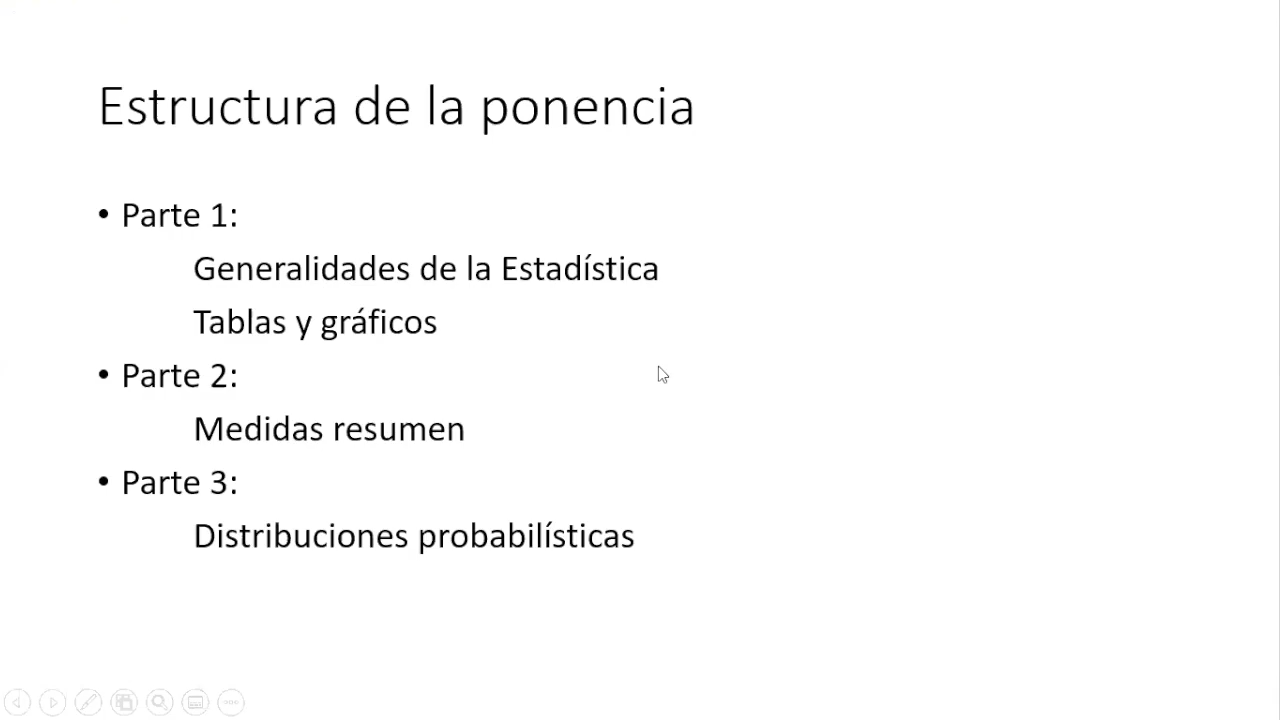 Estructura de la ponencia
• Parte 1:
Generalidades de la Estadística
Tablas y gráficos
• Parte 2:
Medidas resumen
• Parte 3:
Distribuciones probabilísticas